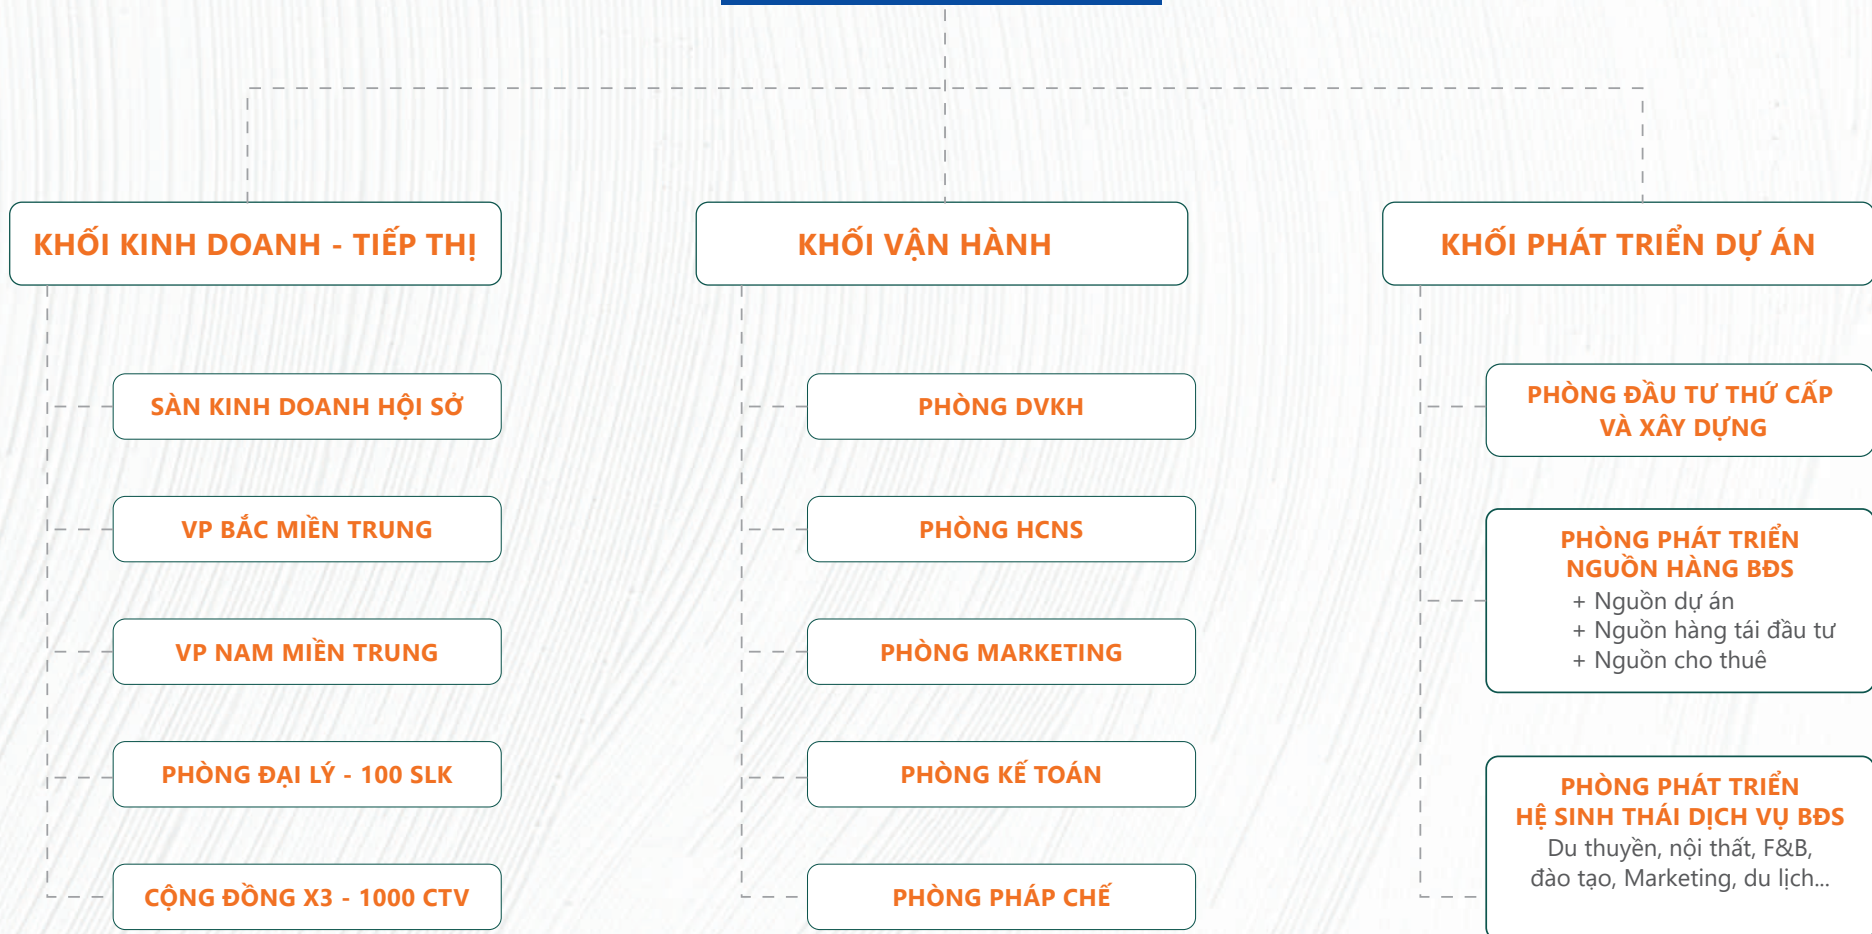 KHỐI KINH DOANH - TIẾP THỊ
SÀN KINH DOANH HỘI SỞ
VP BẮC MIỀN TRUNG
VP NAM MIỀN TRUNG
PHÒNG ĐẠI LÝ - 100 SLK
CỘNG ĐỒNG X3 - 1000 CTV
KHỐI VẬN HÀNH
PHÒNG DVKH
PHÒNG HCNS
PHÒNG MARKETING
PHÒNG KẾ TOÁN
PHÒNG PHÁP CHẾ
KHỐI PHÁT TRIỂN DỰ ÁN
PHÒNG ĐẦU TƯ THỨ CẤP
VÀ XÂY DỰNG
PHÒNG PHÁT TRIỂN
NGUỒN HÀNG BĐS
+ Nguồn dự án
+ Nguồn hàng tái đầu tư
+ Nguồn cho thuê
PHÒNG PHÁT TRIỂN
HỆ SINH THÁI DỊCH VỤ BĐS
Du thuyền, nội thất, F&B,
đào tạo, Marketing, du lịch...